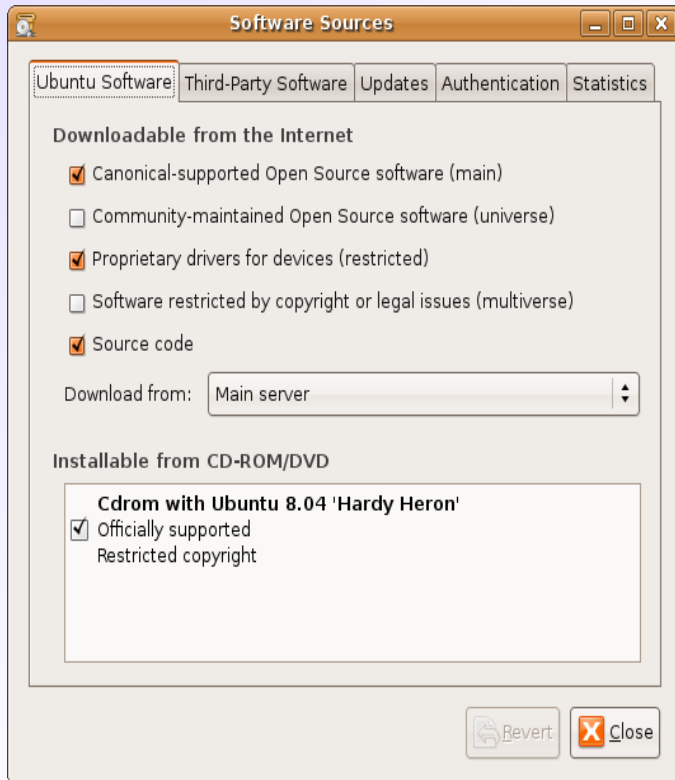 Software Sources
Ubuntu Software
Third-Party Software
Updates
Authentication
Statistics
Downloadable from the Internet
Canonical-supported Open Source software (main)
Community-maintained Open Source software (universe)
Proprietary drivers for devices (restricted)
Software restricted by copyright or legal issues (multiverse)
Source code
Download from: Main server
Installable from CD-ROM/DVD
Cdrom with Ubuntu 8.04 'Hardy Heron'
Officially supported
Restricted copyright
Revert
Close